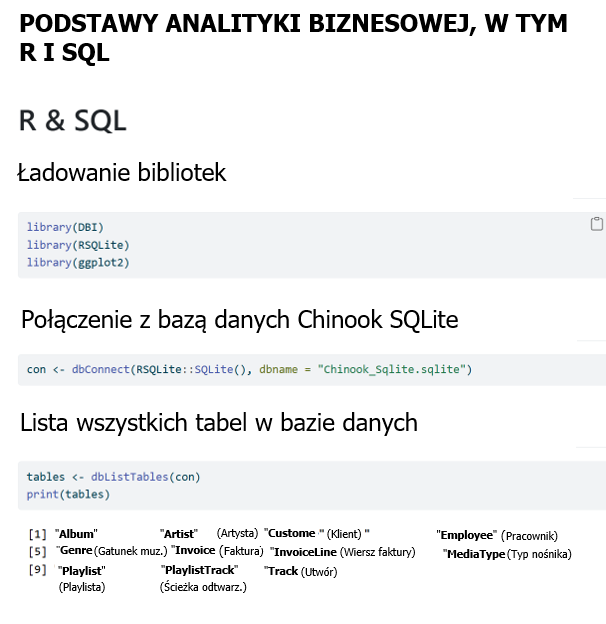 PODSTAWY ANALITYKI BIZNESOWEJ, W TYM
R I SQL
R & SQL
Ładowanie bibliotek
library(DBI)
library(RSQLite)
library(ggplot2)
Połączenie z bazą danych Chinook SQLite
con <- dbConnect(RSQLite::SQLite(), dbname = "Chinook_Sqlite.sqlite")
Lista wszystkich tabel w bazie danych
tables <- dbListTables(con)
print(tables)
[1] "Album" "Artist" (Artysta) "Custome " (Klient) " "Employee" (Pracownik)
[5] "Genre (Gatunek muz.) "Invoice (Faktura) "InvoiceLine (Wiersz faktury) "MediaType (Typ nośnika)
[9] "Playlist" "PlaylistTrack" "Track (Utwór)
(Playlista) (Ścieżka odtwarz.)